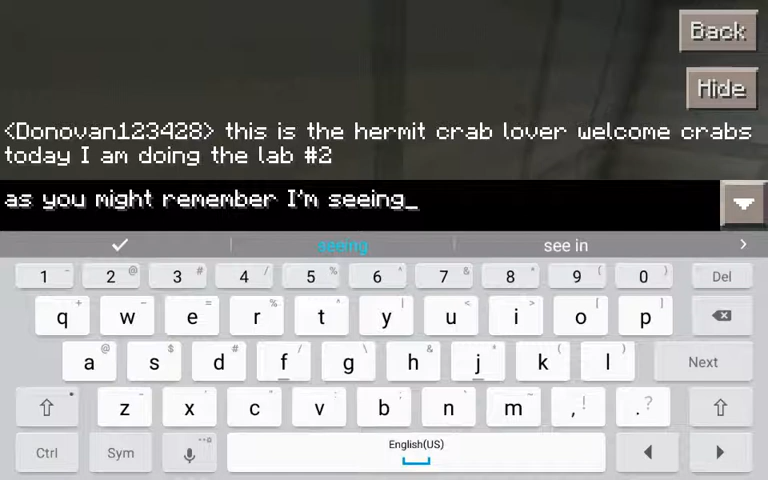 Back
Hide
<Donovan123428> this is the hermit crab lover welcome crabs
today I am doing the lab #2
as you might remember I'm seeing_
seeing see in
1 2 @ 3 # 4 / 5 % 6 ^ 7 & 8 * 9 ( 0 ) Del
q + w - e = r % t ^ y | u < i > o [ p ]
a @ s $ d # f / g \ h & j * k ( l ) Next
z - x ' c " v : b ; n , m _ , ! . ?
Ctrl Sym English(US)